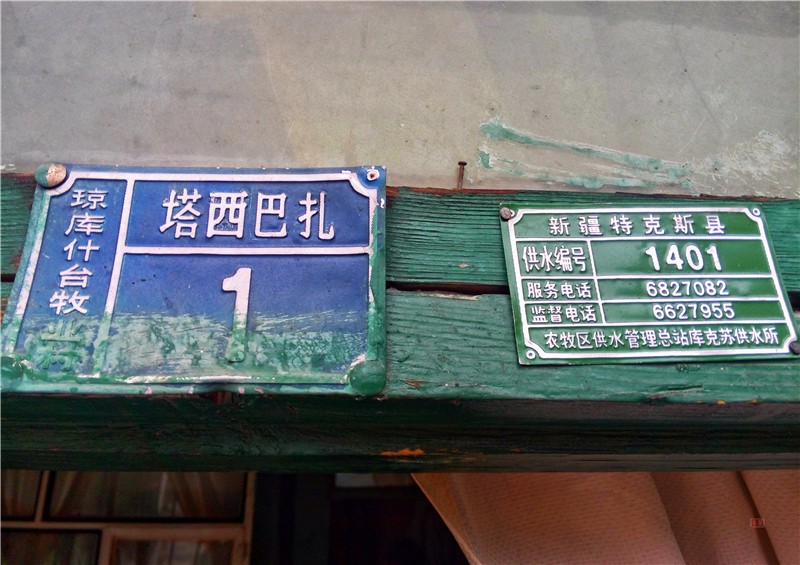 琼库什台牧业
塔西巴扎
1
新疆特克斯县
供水编号 1401
服务电话 6827082
监督电话 6627955
农牧区供水管理总站库克苏供水所